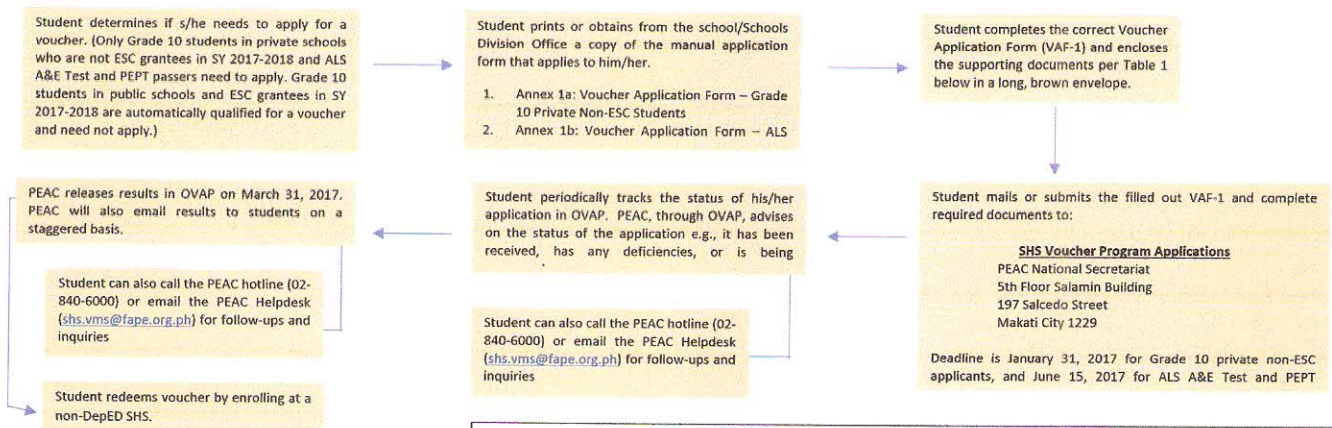 Student determines if s/he needs to apply for a
voucher. (Only Grade 10 students in private schools
who are not ESC grantees in SY 2017-2018 and ALS
A&E Test and PEPT passers need to apply. Grade 10
students in public schools and ESC grantees in SY
2017-2018 are automatically qualified for a voucher
and need not apply.)
Student prints or obtains from the school/Schools
Division Office a copy of the manual application
form that applies to him/her.
1. Annex 1a: Voucher Application Form – Grade
10 Private Non-ESC Students
2. Annex 1b: Voucher Application Form – ALS
Student completes the correct Voucher
Application Form (VAF-1) and encloses
the supporting documents per Table 1
below in a long, brown envelope.
Student mails or submits the filled out VAF-1 and complete
required documents to:
SHS Voucher Program Applications
PEAC National Secretariat
5th Floor Salamin Building
197 Salcedo Street
Makati City 1229
Deadline is January 31, 2017 for Grade 10 private non-ESC
applicants, and June 15, 2017 for ALS A&E Test and PEPT
Student periodically tracks the status of his/her
application in OVAP. PEAC, through OVAP, advises
on the status of the application e.g., it has been
received, has any deficiencies, or is being
Student can also call the PEAC hotline (02-
840-6000) or email the PEAC Helpdesk
(shs.vms@fape.org.ph) for follow-ups and
inquiries
PEAC releases results in OVAP on March 31, 2017.
PEAC will also email results to students on a
staggered basis.
Student can also call the PEAC hotline (02-
840-6000) or email the PEAC Helpdesk
(shs.vms@fape.org.ph) for follow-ups and
inquiries
Student redeems voucher by enrolling at a
non-DepED SHS.